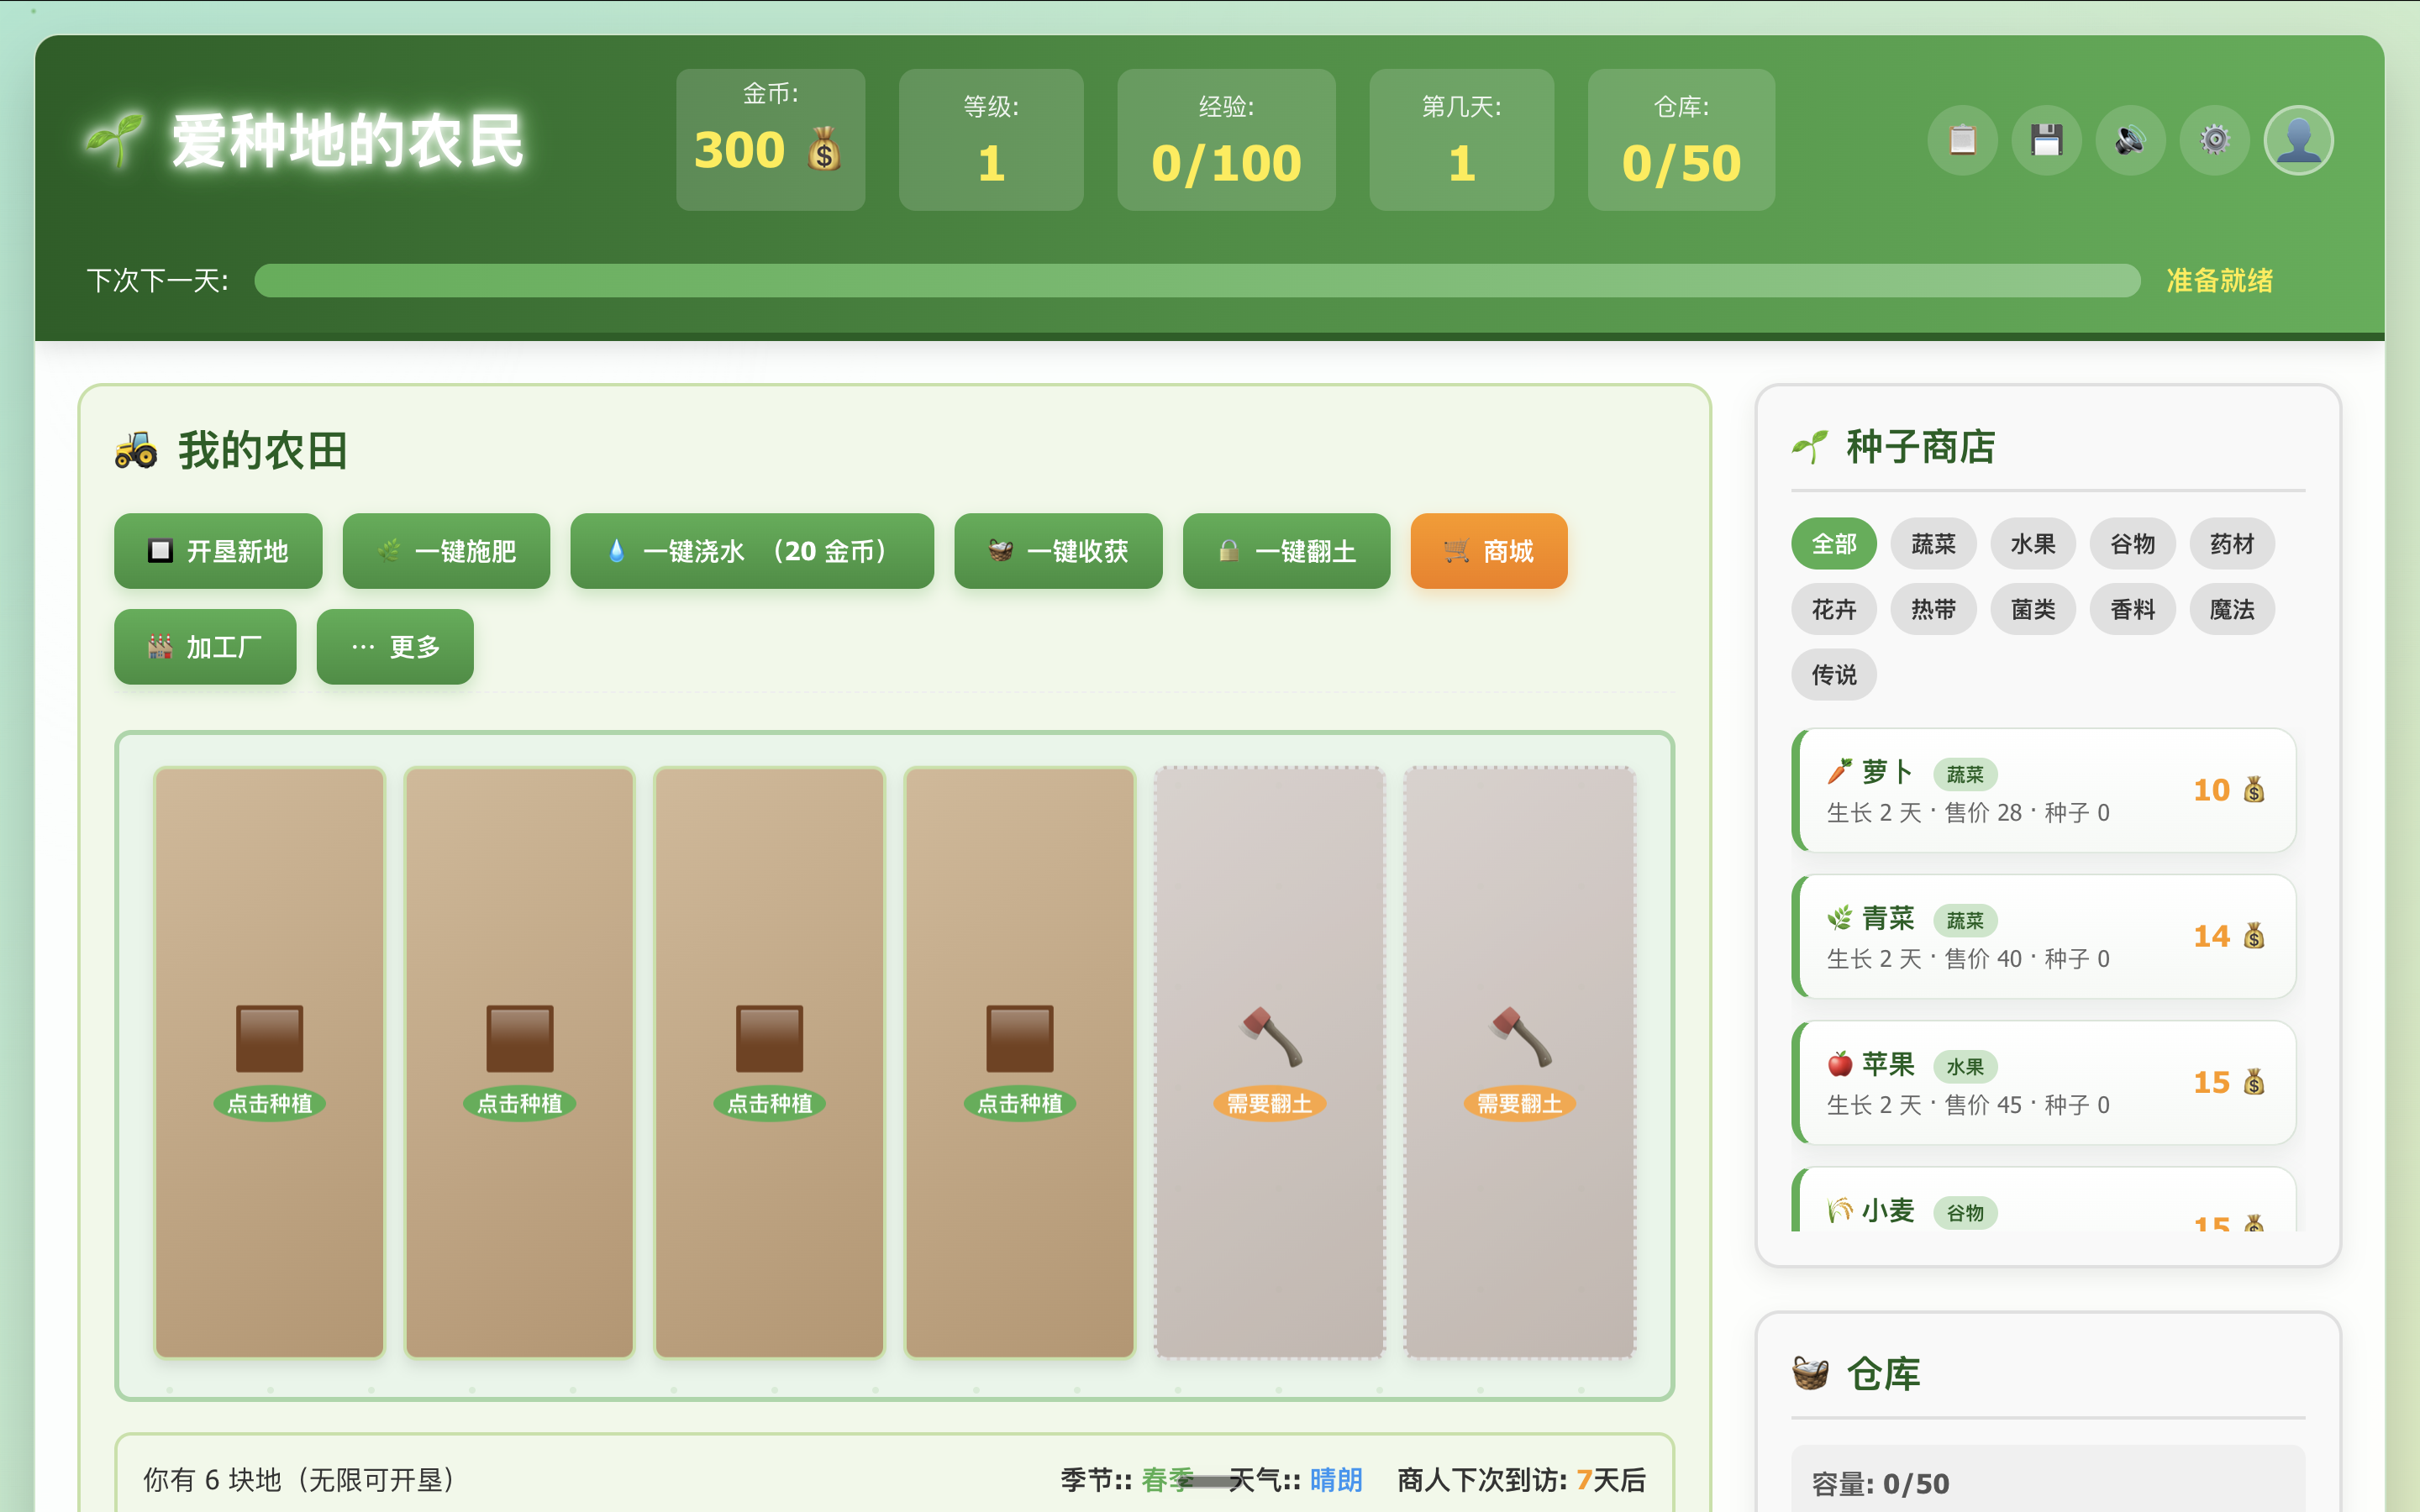 爱种地的农民
金币:
300
等级:
1
经验:
0/100
第几天:
1
仓库:
0/50
下次下一天:
准备就绪
我的农田
开垦新地
一键施肥
一键浇水 （20 金币）
一键收获
一键翻土
商城
加工厂
··· 更多
点击种植
点击种植
点击种植
点击种植
需要翻土
需要翻土
你有 6 块地（无限可开垦）
季节:: 春季 天气:: 晴朗 商人下次到访: 7天后
种子商店
全部 蔬菜 水果 谷物 药材
花卉 热带 菌类 香料 魔法
传说
萝卜 蔬菜
生长 2 天 · 售价 28 · 种子 0
10
青菜 蔬菜
生长 2 天 · 售价 40 · 种子 0
14
苹果 水果
生长 2 天 · 售价 45 · 种子 0
15
小麦 谷物
15
仓库
容量: 0/50